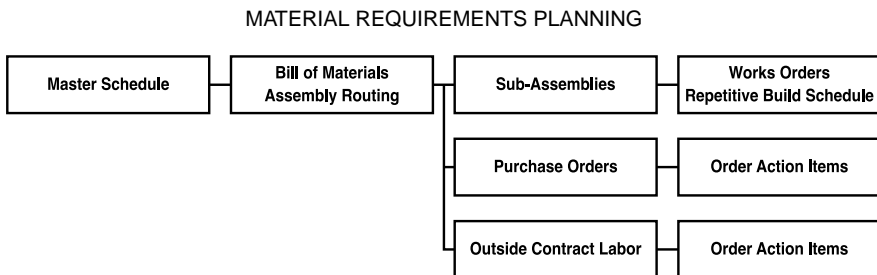 MATERIAL REQUIREMENTS PLANNING
Master Schedule
Bill of Materials
Assembly Routing
Sub-Assemblies
Works Orders
Repetitive Build Schedule
Purchase Orders
Order Action Items
Outside Contract Labor
Order Action Items